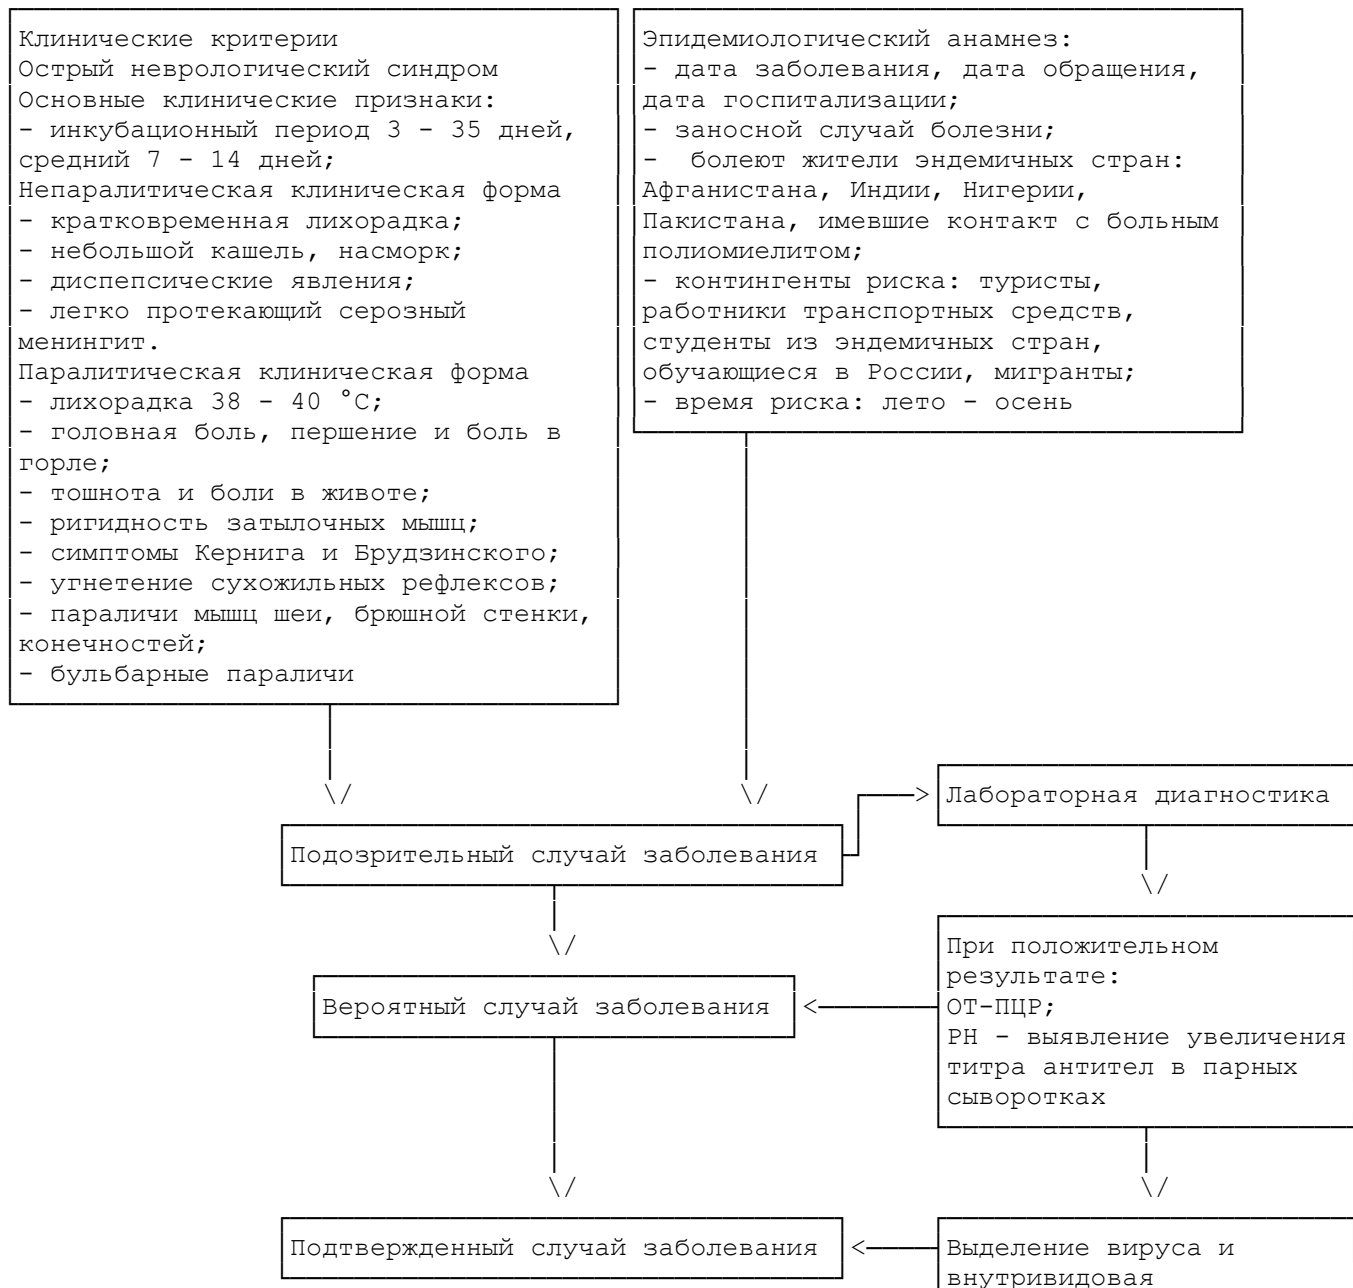 Клинические критерии
Острый неврологический синдром
Основные клинические признаки:
- инкубационный период 3 - 35 дней,
средний 7 - 14 дней;
Непаралитическая клиническая форма
- кратковременная лихорадка;
- небольшой кашель, насморк;
- диспепсические явления;
- легко протекающий серозный
менингит.
Паралитическая клиническая форма
- лихорадка 38 - 40 °C;
- головная боль, першение и боль в
горле;
- тошнота и боли в животе;
- ригидность затылочных мышц;
- симптомы Кернига и Брудзинского;
- угнетение сухожильных рефлексов;
- параличи мышц шеи, брюшной стенки,
конечностей;
- бульбарные параличи
Эпидемиологический анамнез:
- дата заболевания, дата обращения,
дата госпитализации;
- заносной случай болезни;
- болеют жители эндемичных стран:
Афганистана, Индии, Нигерии,
Пакистана, имевшие контакт с больным
полиомиелитом;
- контингенты риска: туристы,
работники транспортных средств,
студенты из эндемичных стран,
обучающиеся в России, мигранты;
- время риска: лето - осень
Лабораторная диагностика
Подозрительный случай заболевания
При положительном
результате:
ОТ-ПЦР;
РН - выявление увеличения
титра антител в парных
сыворотках
Вероятный случай заболевания
Подтвержденный случай заболевания
Выделение вируса и
внутривидовая